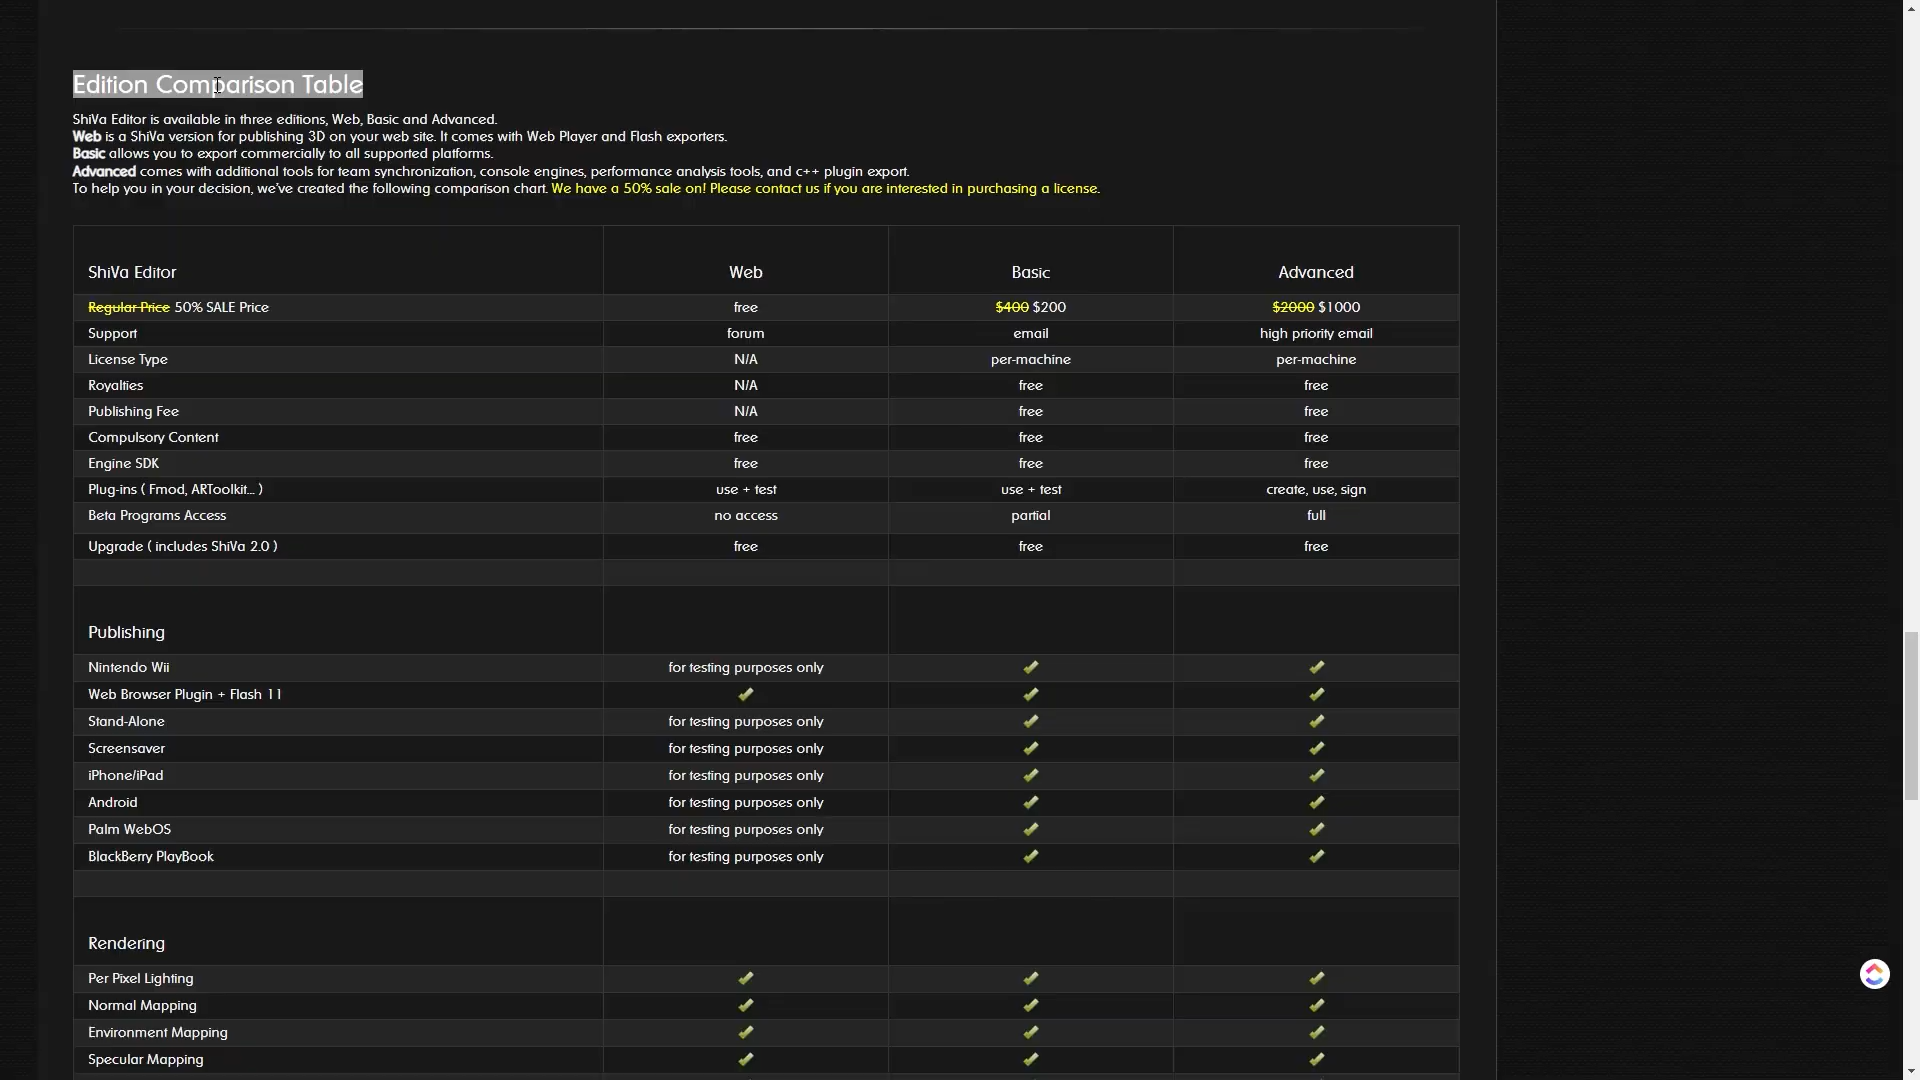 Edition Comparison Table
ShiVa Editor is available in three editions, Web, Basic and Advanced.
Web is a ShiVa version for publishing 3D on your web site. It comes with Web Player and Flash exporters.
Basic allows you to export commercially to all supported platforms.
Advanced comes with additional tools for team synchronization, console engines, performance analysis tools, and c++ plugin export.
To help you in your decision, we've created the following comparison chart. We have a 50% sale on! Please contact us if you are interested in purchasing a license.
ShiVa Editor Web Basic Advanced
Regular Price 50% SALE Price free $400 $200 $2000 $1000
Support forum email high priority email
License Type N/A per-machine per-machine
Royalties N/A free free
Publishing Fee N/A free free
Compulsory Content free free free
Engine SDK free free free
Plug-ins ( Fmod, ARToolkit... ) use + test use + test create, use, sign
Beta Programs Access no access partial full
Upgrade ( includes ShiVa 2.0 ) free free free
Publishing
Nintendo Wii for testing purposes only
Web Browser Plugin + Flash 11
Stand-Alone for testing purposes only
Screensaver for testing purposes only
iPhone/iPad for testing purposes only
Android for testing purposes only
Palm WebOS for testing purposes only
BlackBerry PlayBook for testing purposes only
Rendering
Per Pixel Lighting
Normal Mapping
Environment Mapping
Specular Mapping